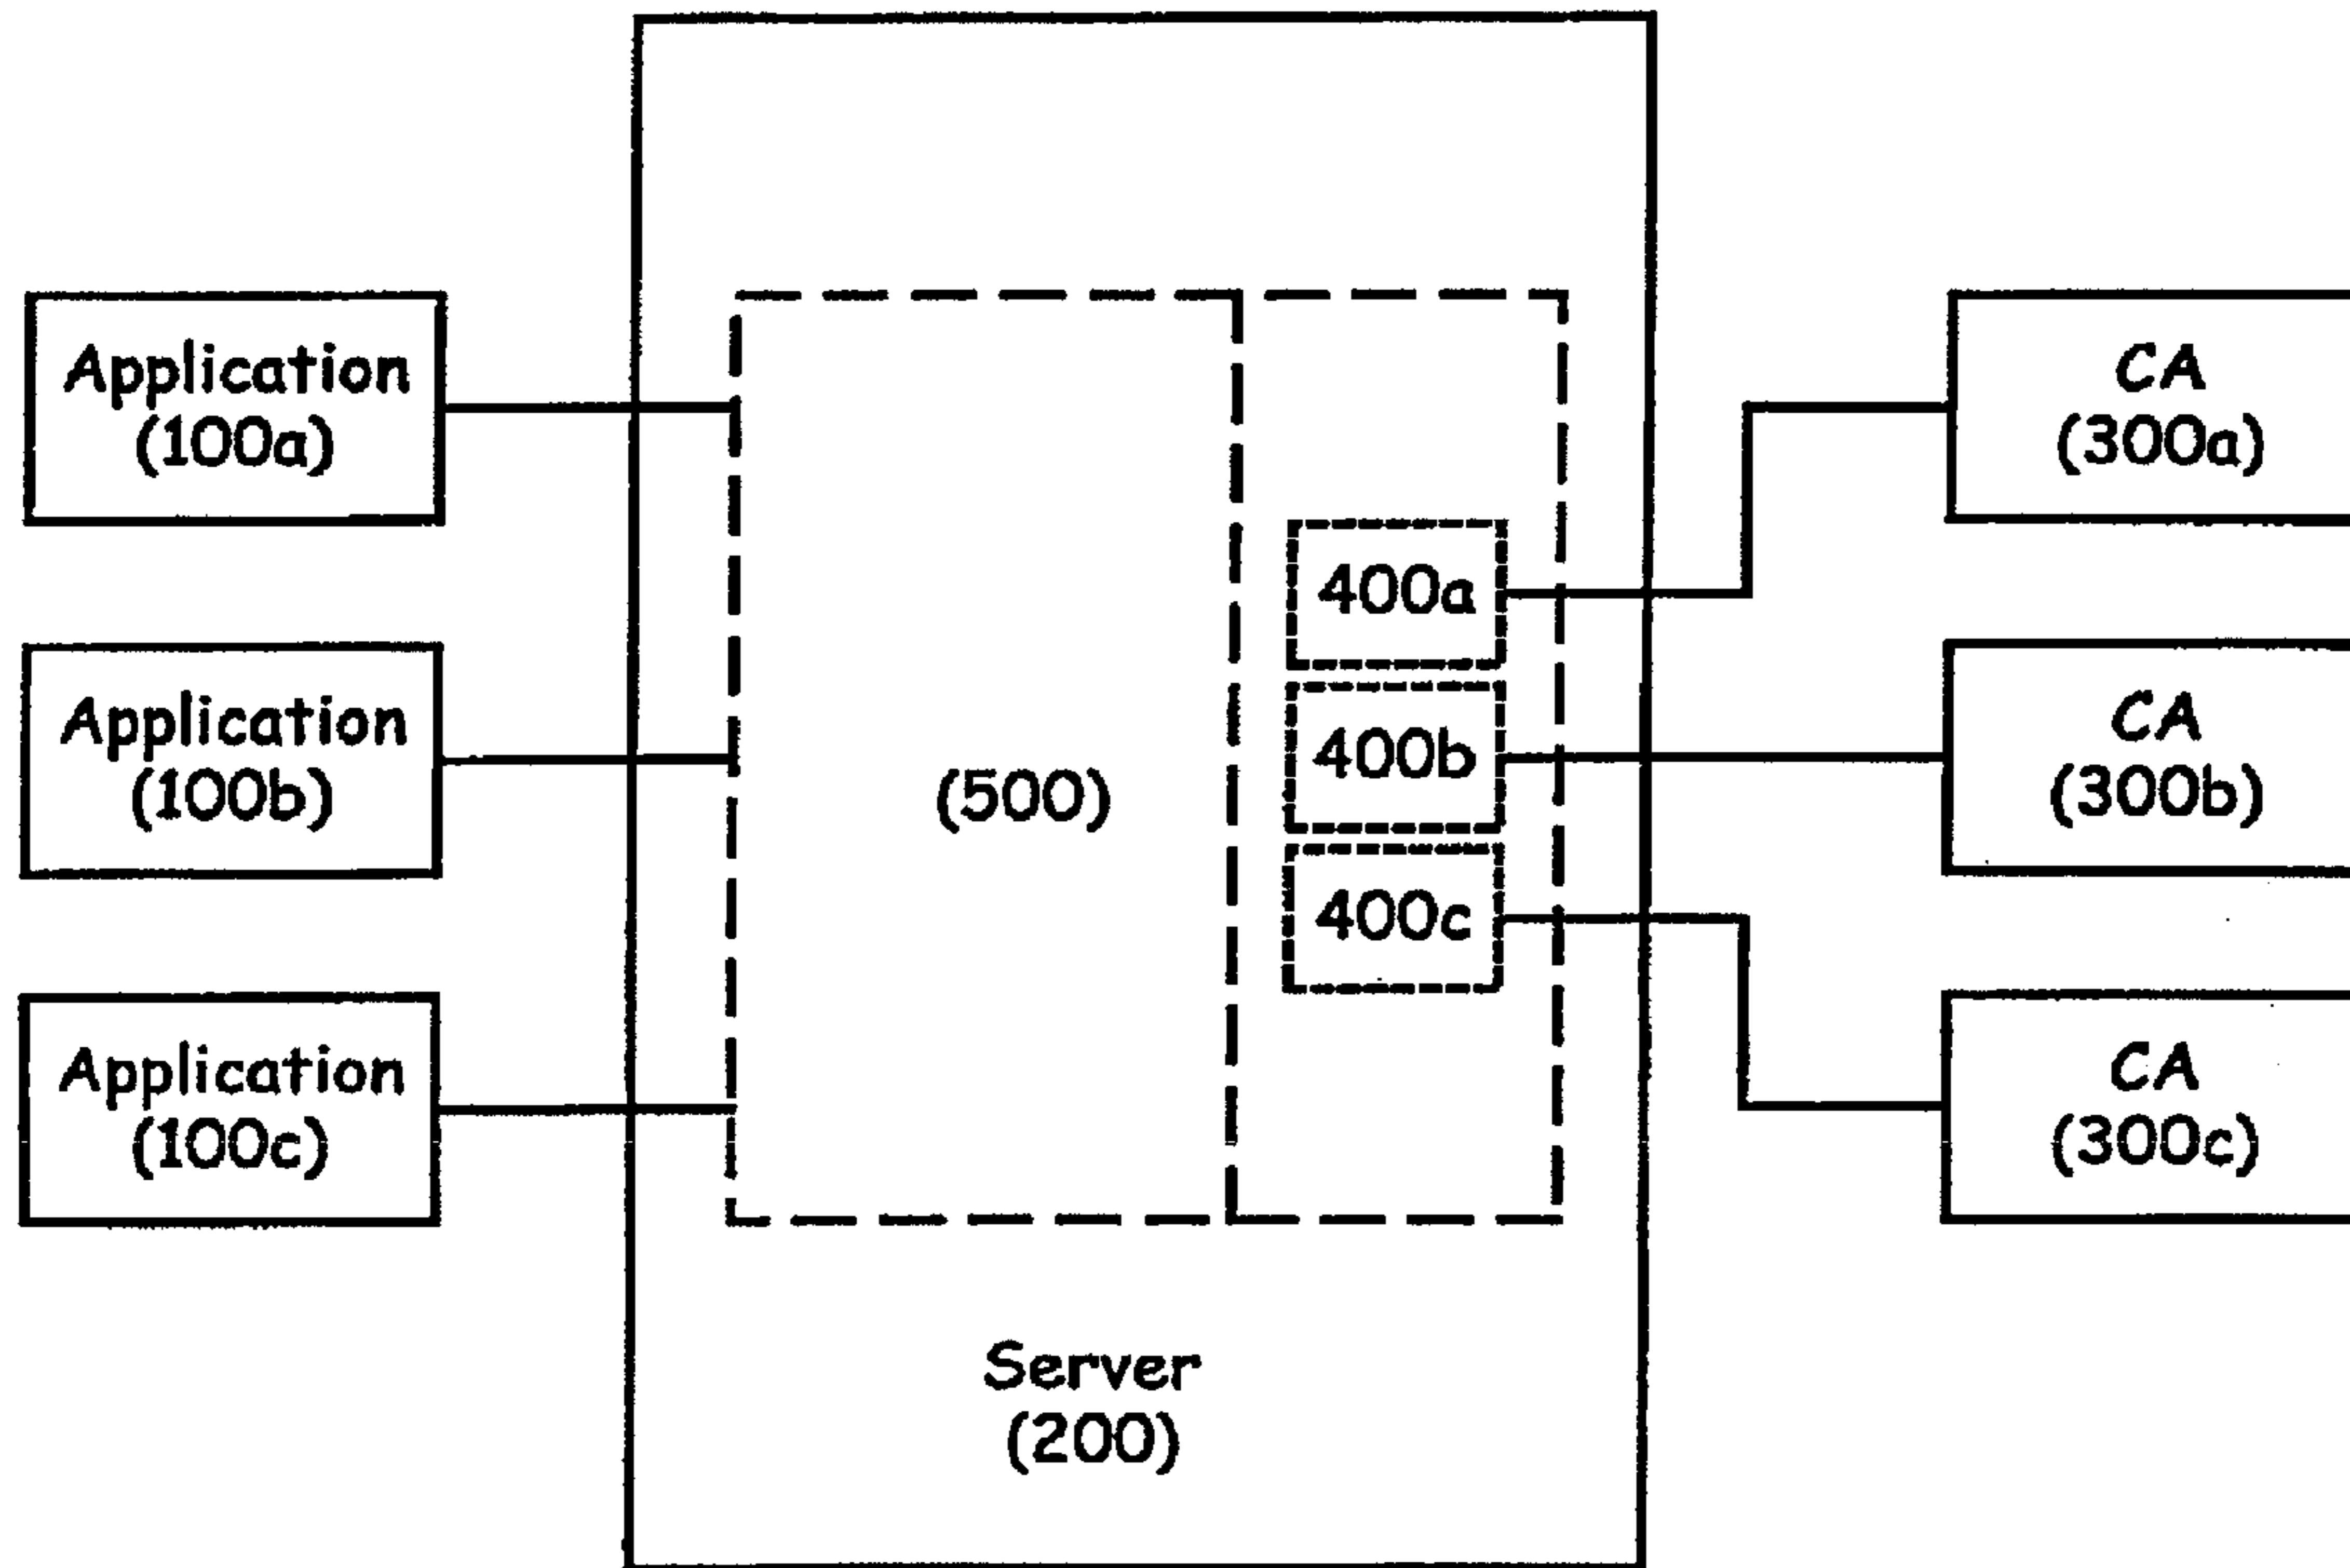 Application
(100a)
Application
(100b)
Application
(100c)
(500)
400a
400b
400c
Server
(200)
CA
(300a)
CA
(300b)
CA
(300c)